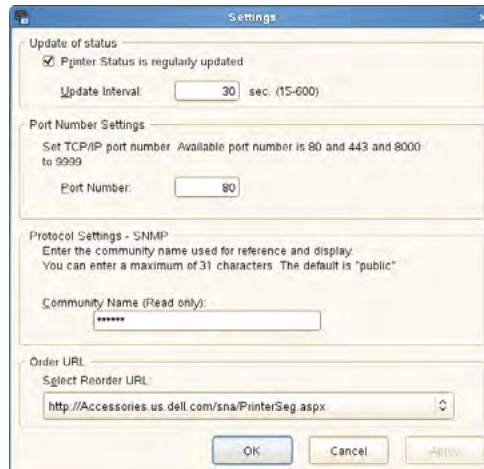 Settings
Update of status
Printer Status is regularly updated
Update Interval: 30 sec. (15-600)
Port Number Settings
Set TCP/IP port number Available port number is 80 and 443 and 8000
to 9999
Port Number: 80
Protocol Settings - SNMP
Enter the community name used for reference and display.
You can enter a maximum of 31 characters The default is "public"
Community Name (Read only):
******
Order URL
Select Reorder URL:
http://Accessories.us.dell.com/sna/PrinterSeg.aspx
OK Cancel Apply